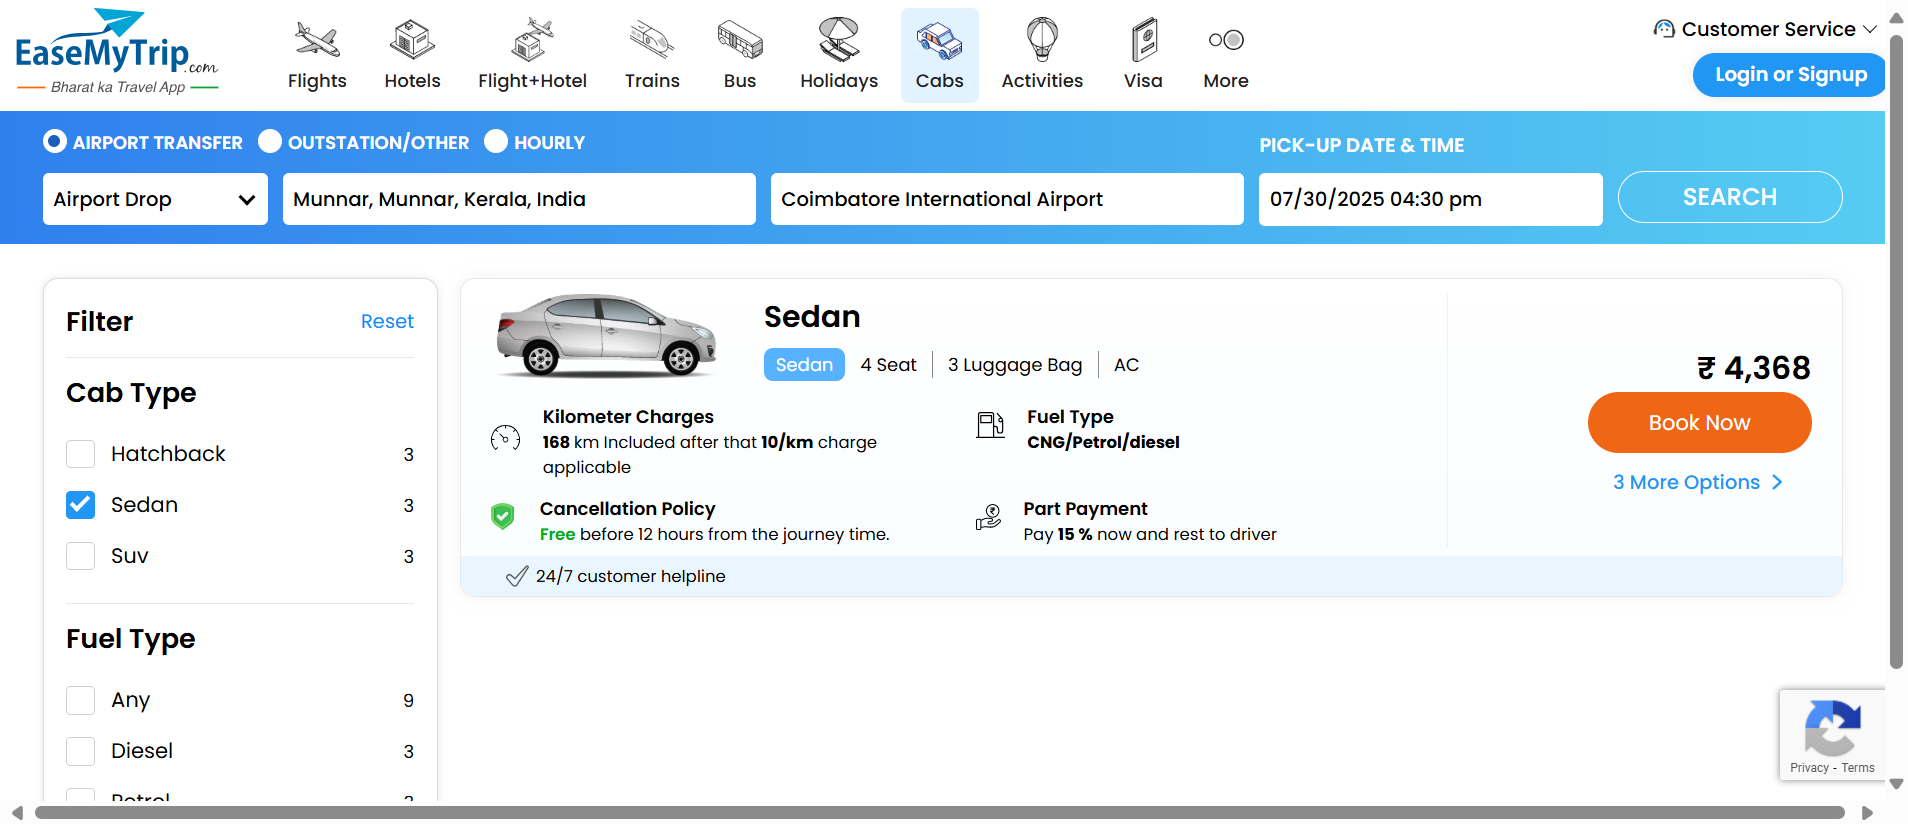 EaseMyTrip.com
Bharat ka Travel App
Flights
Hotels
Flight+Hotel
Trains
Bus
Holidays
Cabs
Activities
Visa
More
Customer Service
Login or Signup
AIRPORT TRANSFER
OUTSTATION/OTHER
HOURLY
PICK-UP DATE & TIME
Airport Drop
Munnar, Munnar, Kerala, India
Coimbatore International Airport
07/30/2025 04:30 pm
SEARCH
Filter
Reset
Cab Type
Hatchback 3
Sedan 3
Suv 3
Fuel Type
Any 9
Diesel 3
Petrol 3
Sedan
Sedan
4 Seat
3 Luggage Bag
AC
Kilometer Charges
168 km Included after that 10/km charge
applicable
Fuel Type
CNG/Petrol/diesel
Cancellation Policy
Free before 12 hours from the journey time.
Part Payment
Pay 15 % now and rest to driver
24/7 customer helpline
₹ 4,368
Book Now
3 More Options
Privacy - Terms